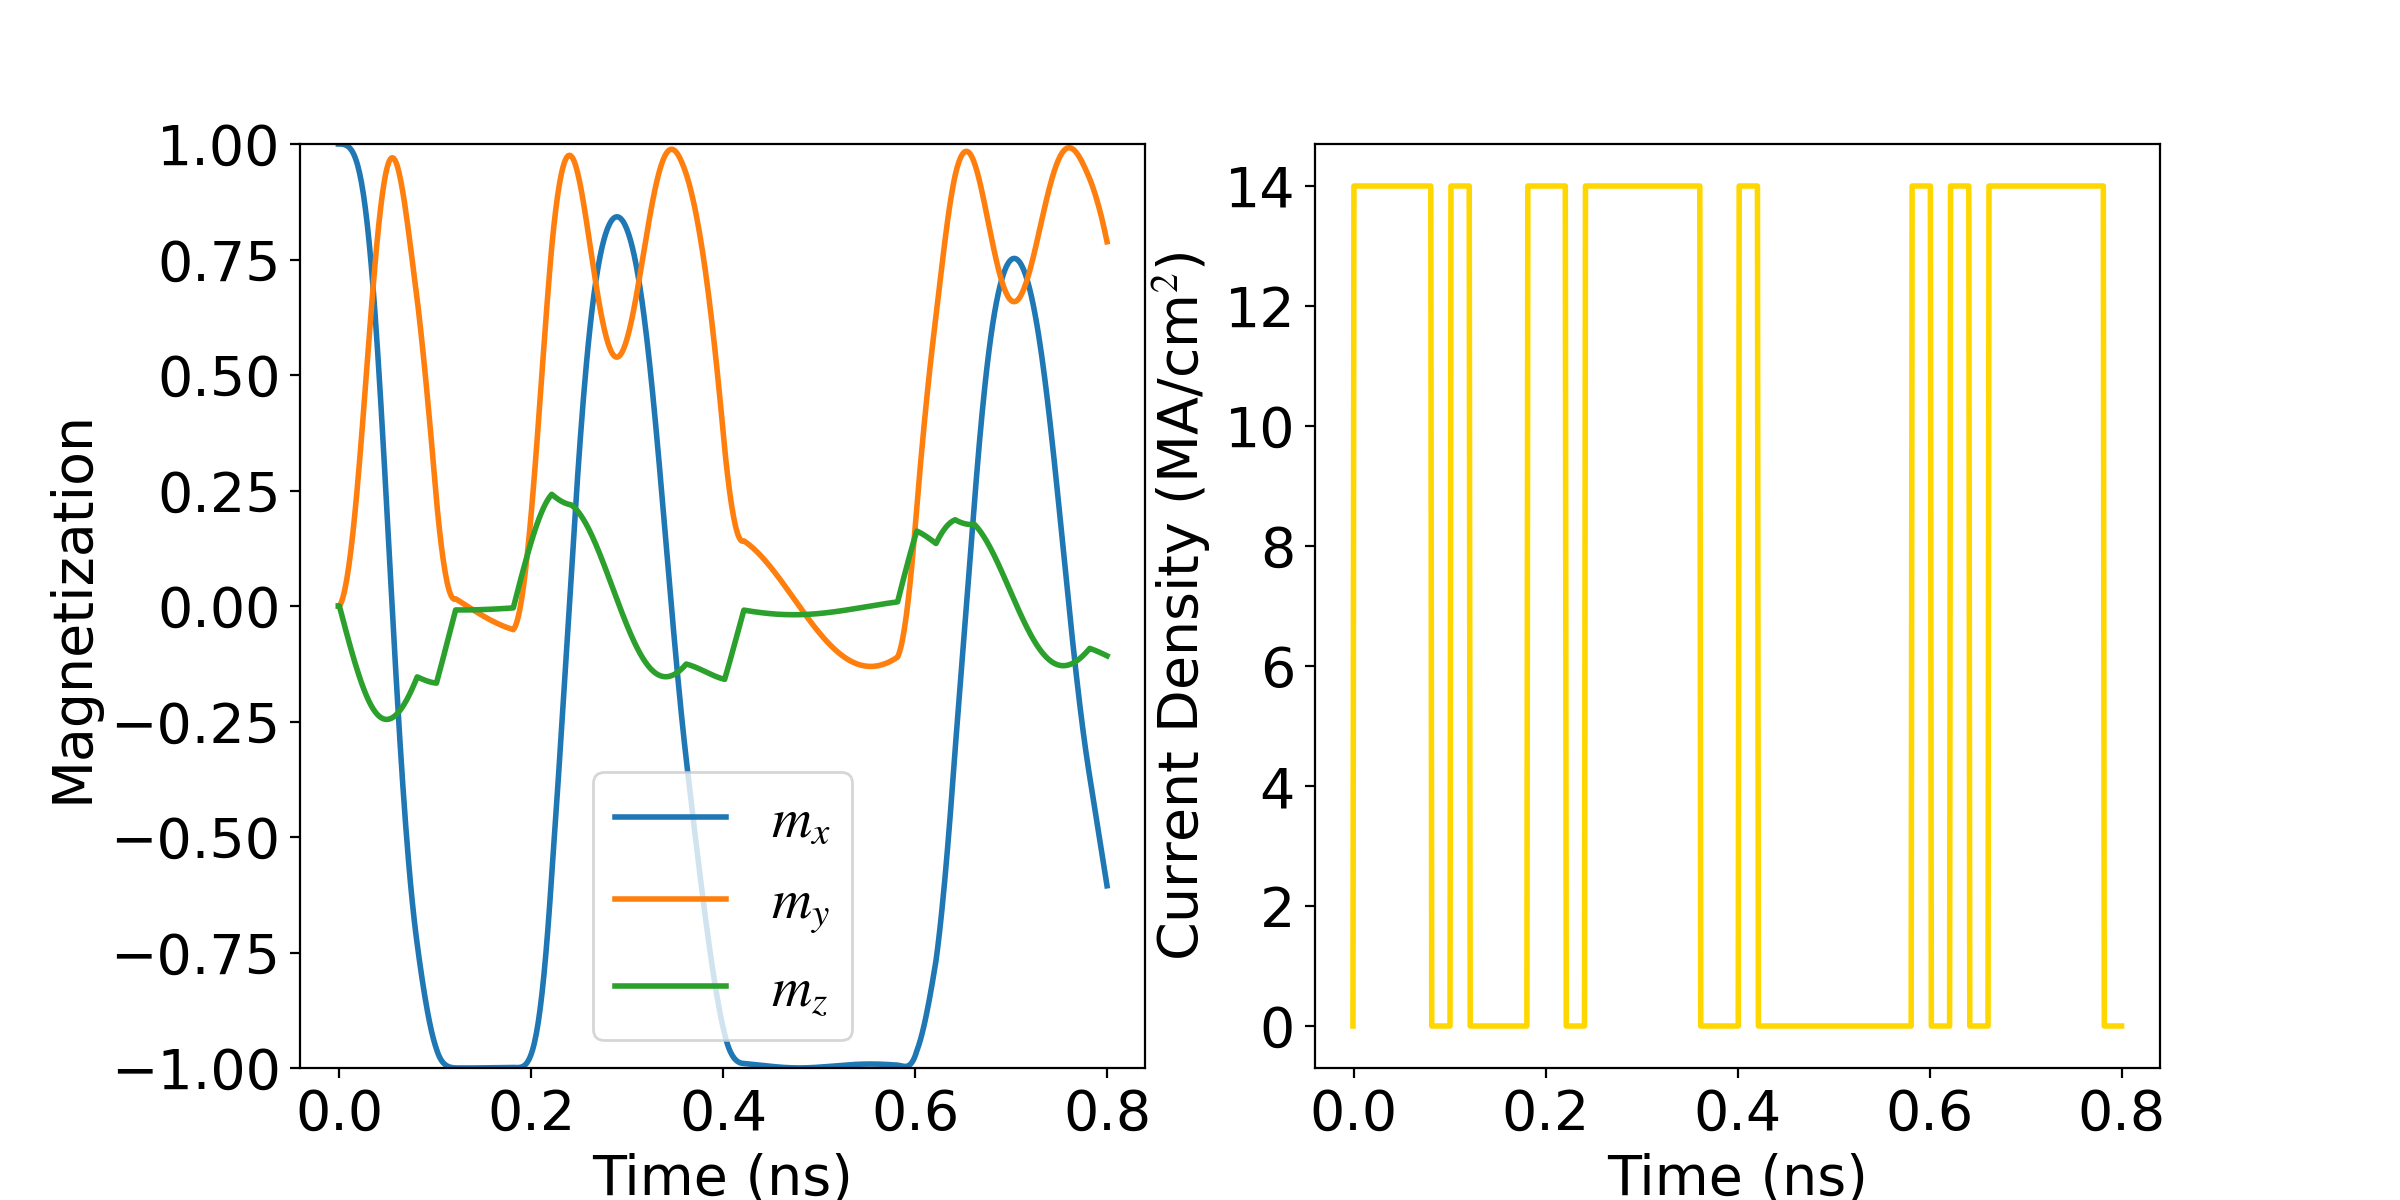 Magnetization
1.00
0.75
0.50
0.25
0.00
−0.25
−0.50
−0.75
−1.00
0.0 0.2 0.4 0.6 0.8
Time (ns)
m_x
m_y
m_z
Current Density (MA/cm²)
14
12
10
8
6
4
2
0
0.0 0.2 0.4 0.6 0.8
Time (ns)